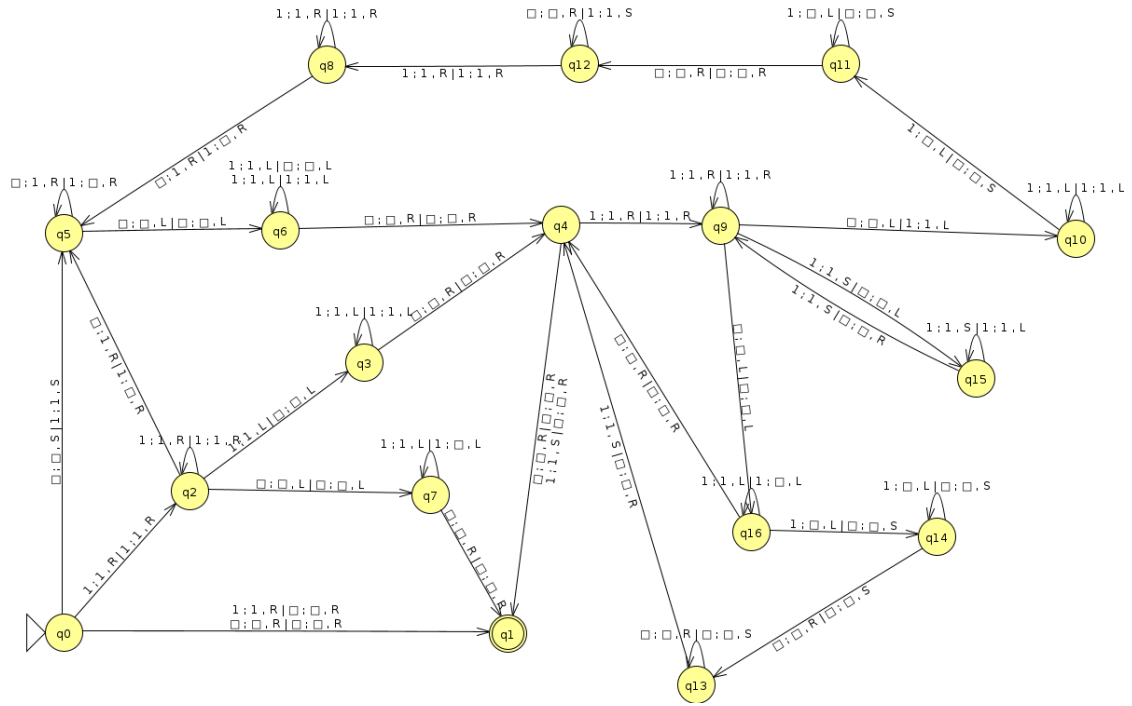 1 ; 1 , R | 1 ; 1 , R
□ ; □ , R | 1 ; 1 , S
1 ; □ , L | □ ; □ , S
q8
q12
q11
1 ; 1 , R | 1 ; 1 , R
□ ; □ , R | □ ; □ , R
□ ; 1 , R | 1 ; □ , R
1 ; □ , L | □ ; □ , S
□ ; 1 , R | 1 ; □ , R
1 ; 1 , L | □ ; □ , L
1 ; 1 , L | 1 ; 1 , L
1 ; 1 , R | 1 ; 1 , R
1 ; 1 , L | 1 ; 1 , L
q5
□ ; □ , L | □ ; □ , L
q6
□ ; □ , R | □ ; □ , R
q4
1 ; 1 , R | 1 ; 1 , R
q9
□ ; □ , L | 1 ; 1 , L
q10
1 ; 1 , L | 1 ; 1 , L
□ ; □ , R | □ ; □ , R
1 ; 1 , S | □ ; □ , L
1 ; 1 , S | □ ; □ , R
1 ; 1 , S | 1 ; 1 , L
q3
q15
□ ; 1 , R | 1 ; □ , R
□ ; □ , S | 1 ; 1 , S
1 ; 1 , L | □ ; □ , L
□ ; □ , R | □ ; □ , R
1 ; 1 , S | □ ; □ , R
□ ; □ , R | □ ; □ , R
□ ; □ , L | □ ; □ , L
1 ; 1 , S | □ ; □ , R
1 ; 1 , R | 1 ; 1 , R
1 ; 1 , L | 1 ; □ , L
q2
□ ; □ , L | □ ; □ , L
q7
1 ; 1 , L | 1 ; □ , L
1 ; □ , L | □ ; □ , S
q16
1 ; □ , L | □ ; □ , S
q14
1 ; 1 , R | 1 ; 1 , R
□ ; □ , R | □ ; □ , R
1 ; 1 , R | □ ; □ , R
□ ; □ , R | □ ; □ , R
q0
q1
□ ; □ , R | □ ; □ , S
□ ; □ , R | □ ; □ , S
q13